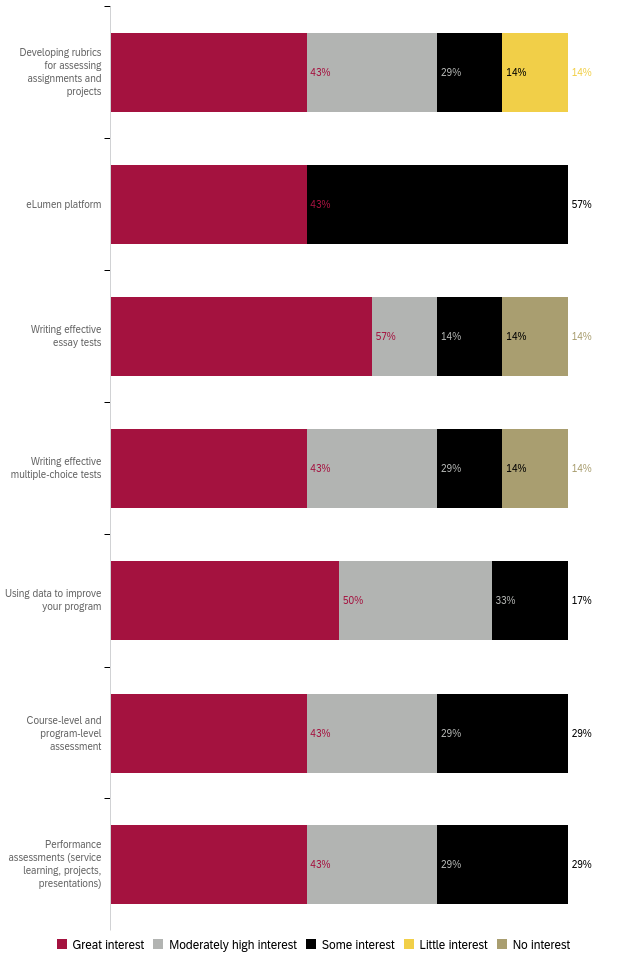 Developing rubrics
for assessing
assignments and
projects
43% 29% 14% 14%
eLumen platform
43% 57%
Writing effective
essay tests
57% 14% 14% 14%
Writing effective
multiple-choice tests
43% 29% 14% 14%
Using data to improve
your program
50% 33% 17%
Course-level and
program-level
assessment
43% 29% 29%
Performance
assessments (service
learning, projects,
presentations)
43% 29% 29%
Great interest Moderately high interest Some interest Little interest No interest